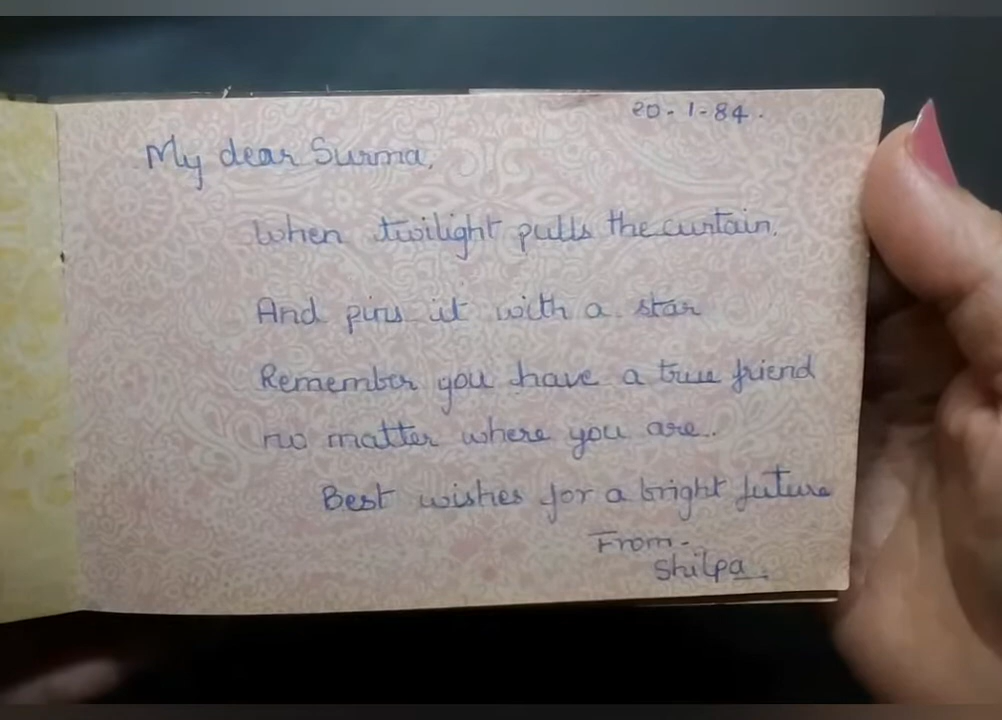 20-1-84.
My dear Surma,
When twilight pulls the curtain.
And pins it with a star
Remember you have a true friend
no matter where you are..
Best wishes for a bright future
From-
Shilpa.